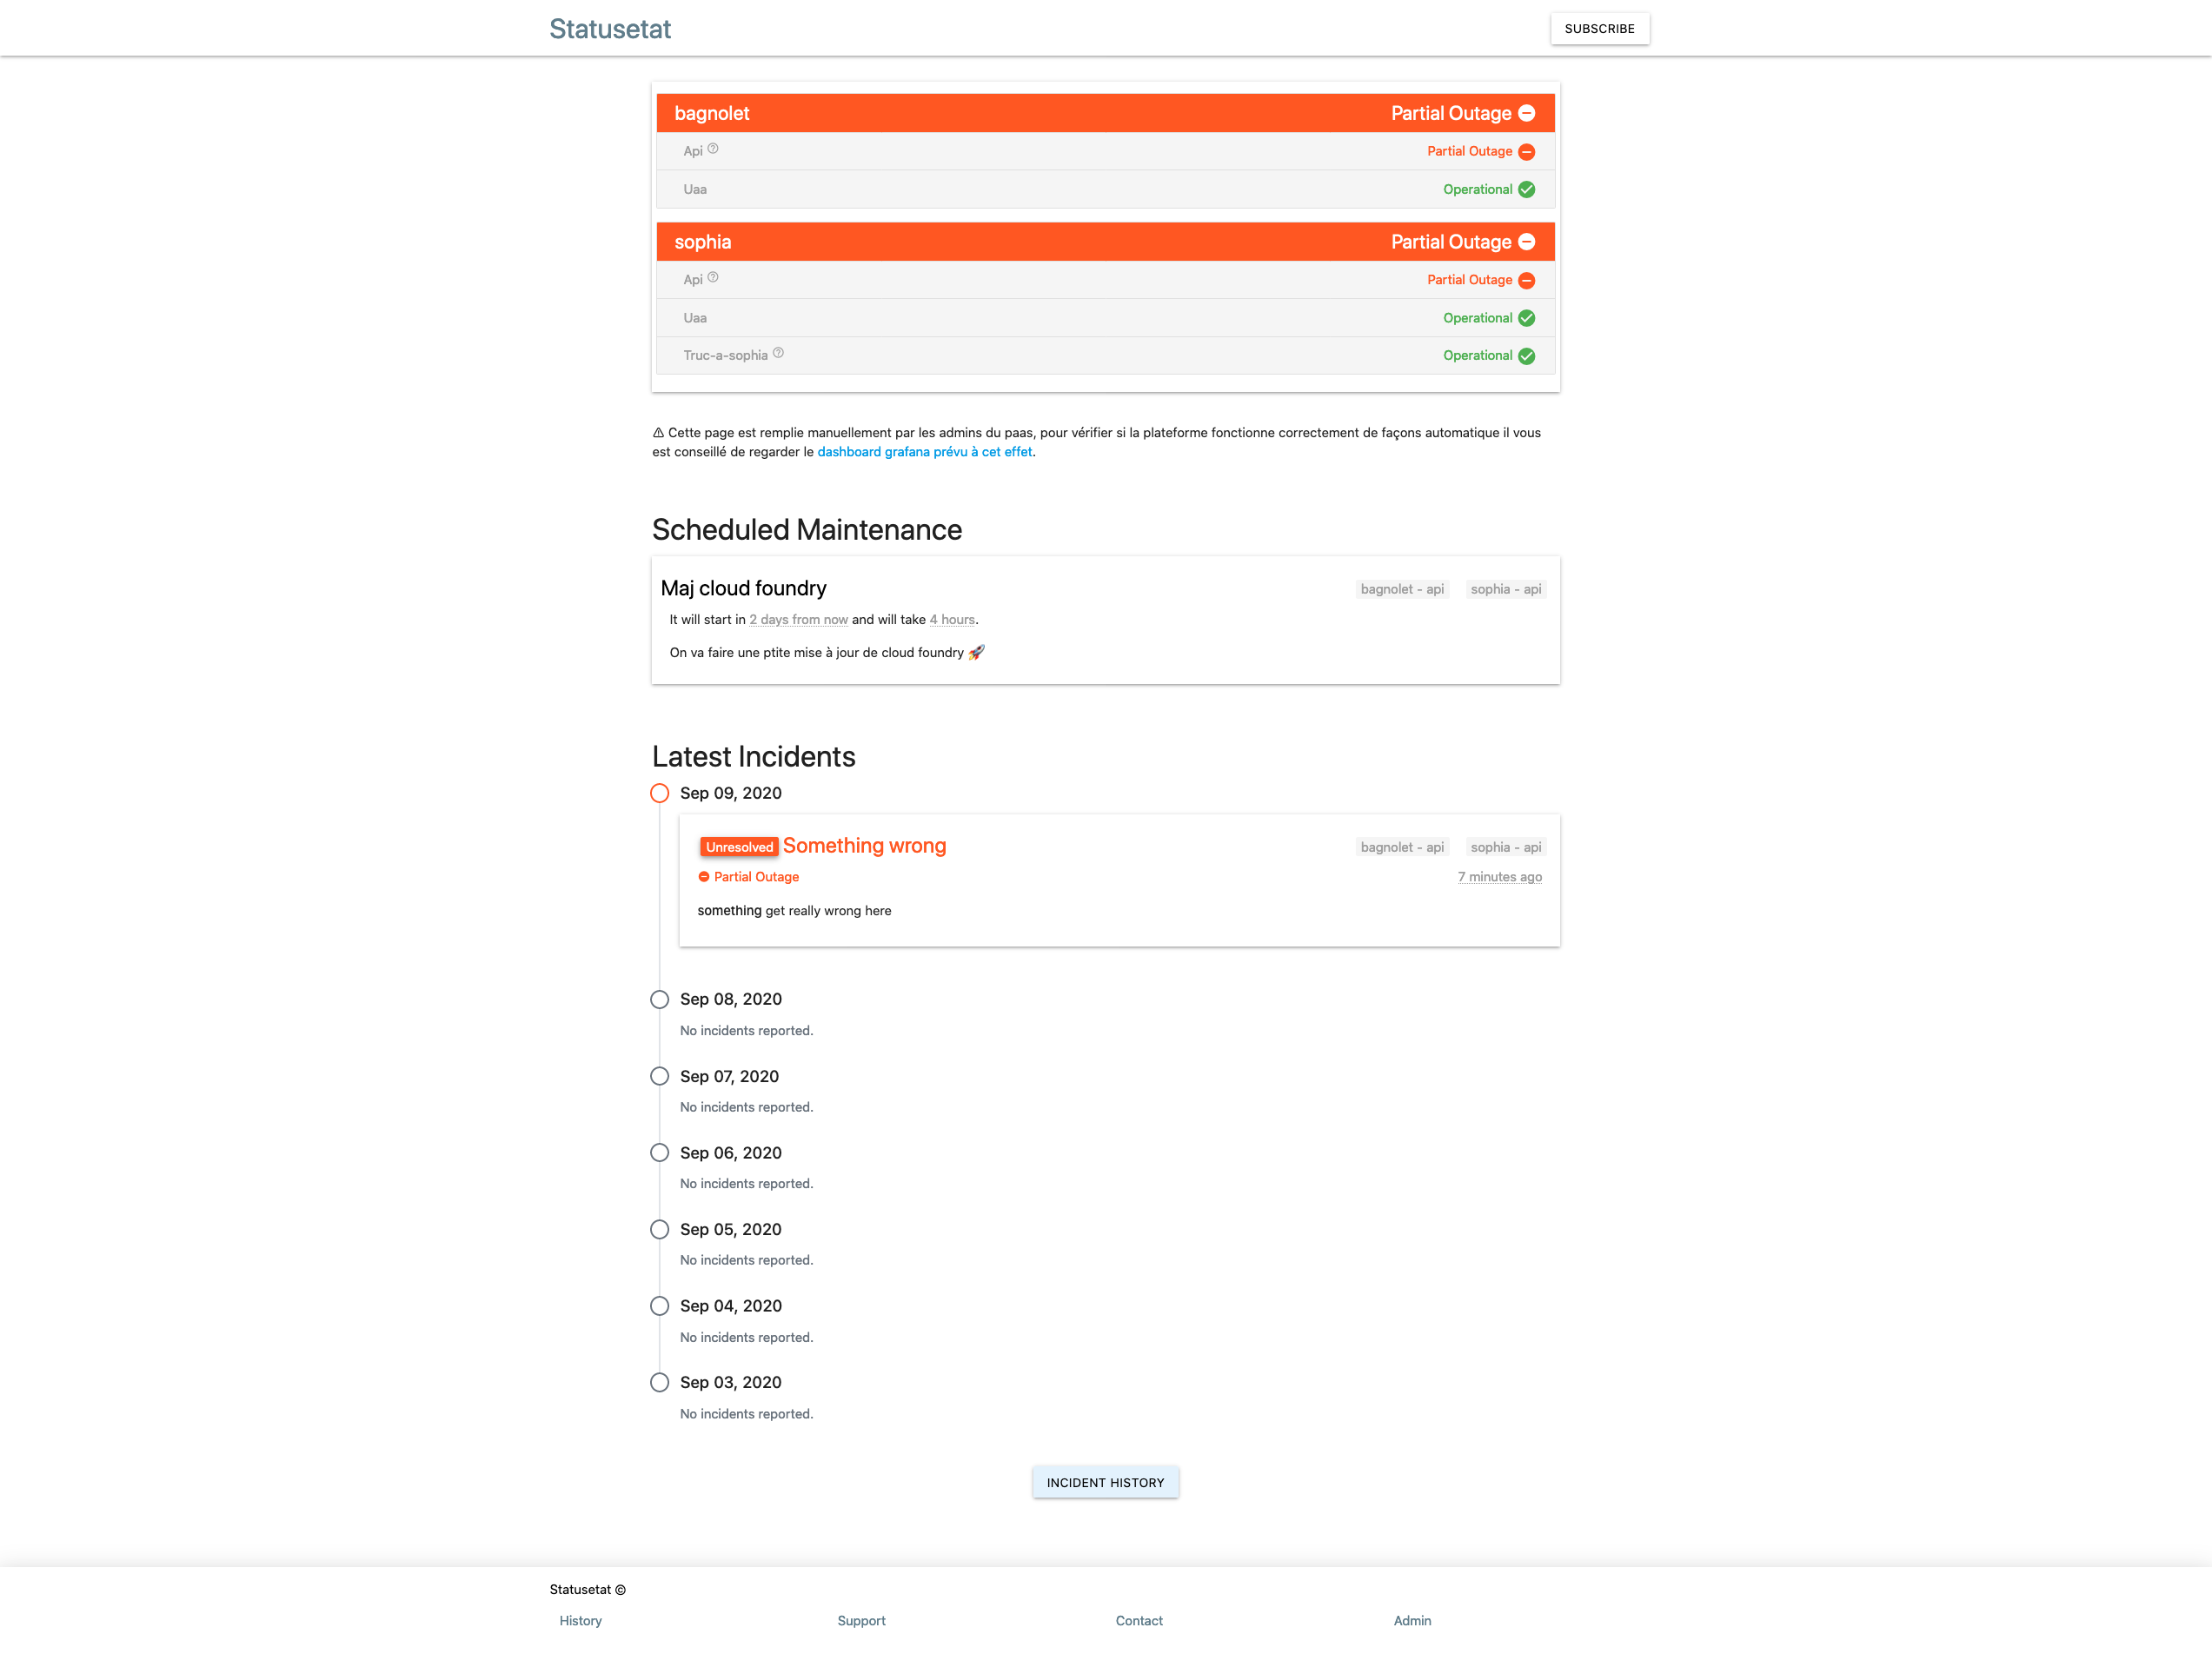 Statusetat
SUBSCRIBE
bagnolet Partial Outage
Api Partial Outage
Uaa Operational
sophia Partial Outage
Api Partial Outage
Uaa Operational
Truc-a-sophia Operational
⚠ Cette page est remplie manuellement par les admins du paas, pour vérifier si la plateforme fonctionne correctement de façons automatique il vous
est conseillé de regarder le dashboard grafana prévu à cet effet.
Scheduled Maintenance
Maj cloud foundry bagnolet - api sophia - api
It will start in 2 days from now and will take 4 hours.
On va faire une ptite mise à jour de cloud foundry 🚀
Latest Incidents
Sep 09, 2020
Unresolved Something wrong bagnolet - api sophia - api
Partial Outage 7 minutes ago
something get really wrong here
Sep 08, 2020
No incidents reported.
Sep 07, 2020
No incidents reported.
Sep 06, 2020
No incidents reported.
Sep 05, 2020
No incidents reported.
Sep 04, 2020
No incidents reported.
Sep 03, 2020
No incidents reported.
INCIDENT HISTORY
Statusetat ©
History Support Contact Admin